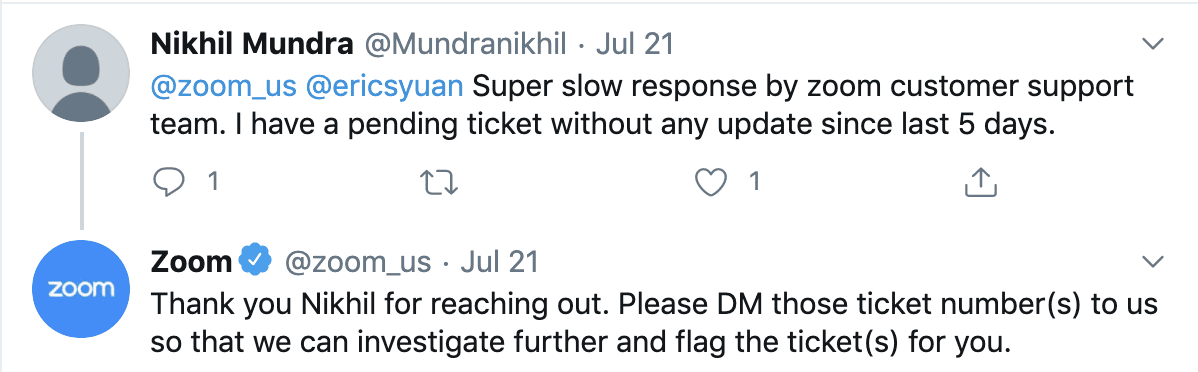 Nikhil Mundra @Mundranikhil · Jul 21
@zoom_us @ericsyuan Super slow response by zoom customer support
team. I have a pending ticket without any update since last 5 days.
1 1
Zoom @zoom_us · Jul 21
zoom
Thank you Nikhil for reaching out. Please DM those ticket number(s) to us
so that we can investigate further and flag the ticket(s) for you.